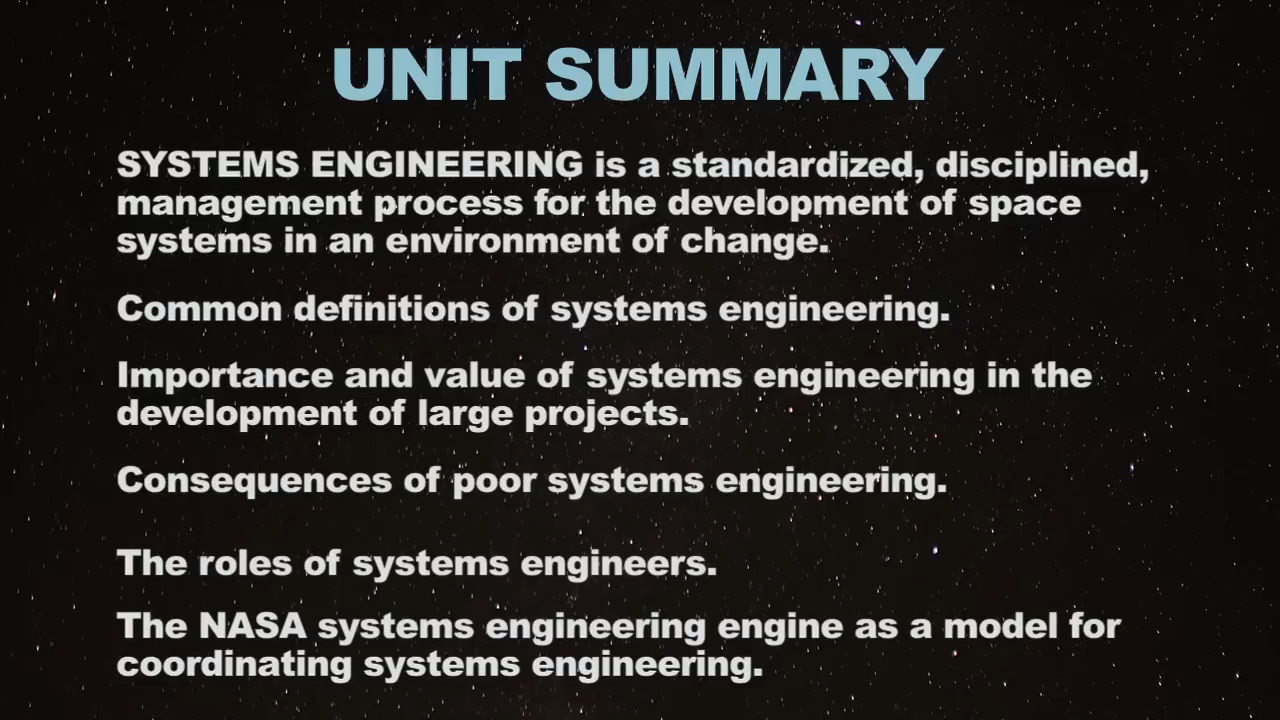 UNIT SUMMARY
SYSTEMS ENGINEERING is a standardized, disciplined,
management process for the development of space
systems in an environment of change.
Common definitions of systems engineering.
Importance and value of systems engineering in the
development of large projects.
Consequences of poor systems engineering.
The roles of systems engineers.
The NASA systems engineering engine as a model for
coordinating systems engineering.